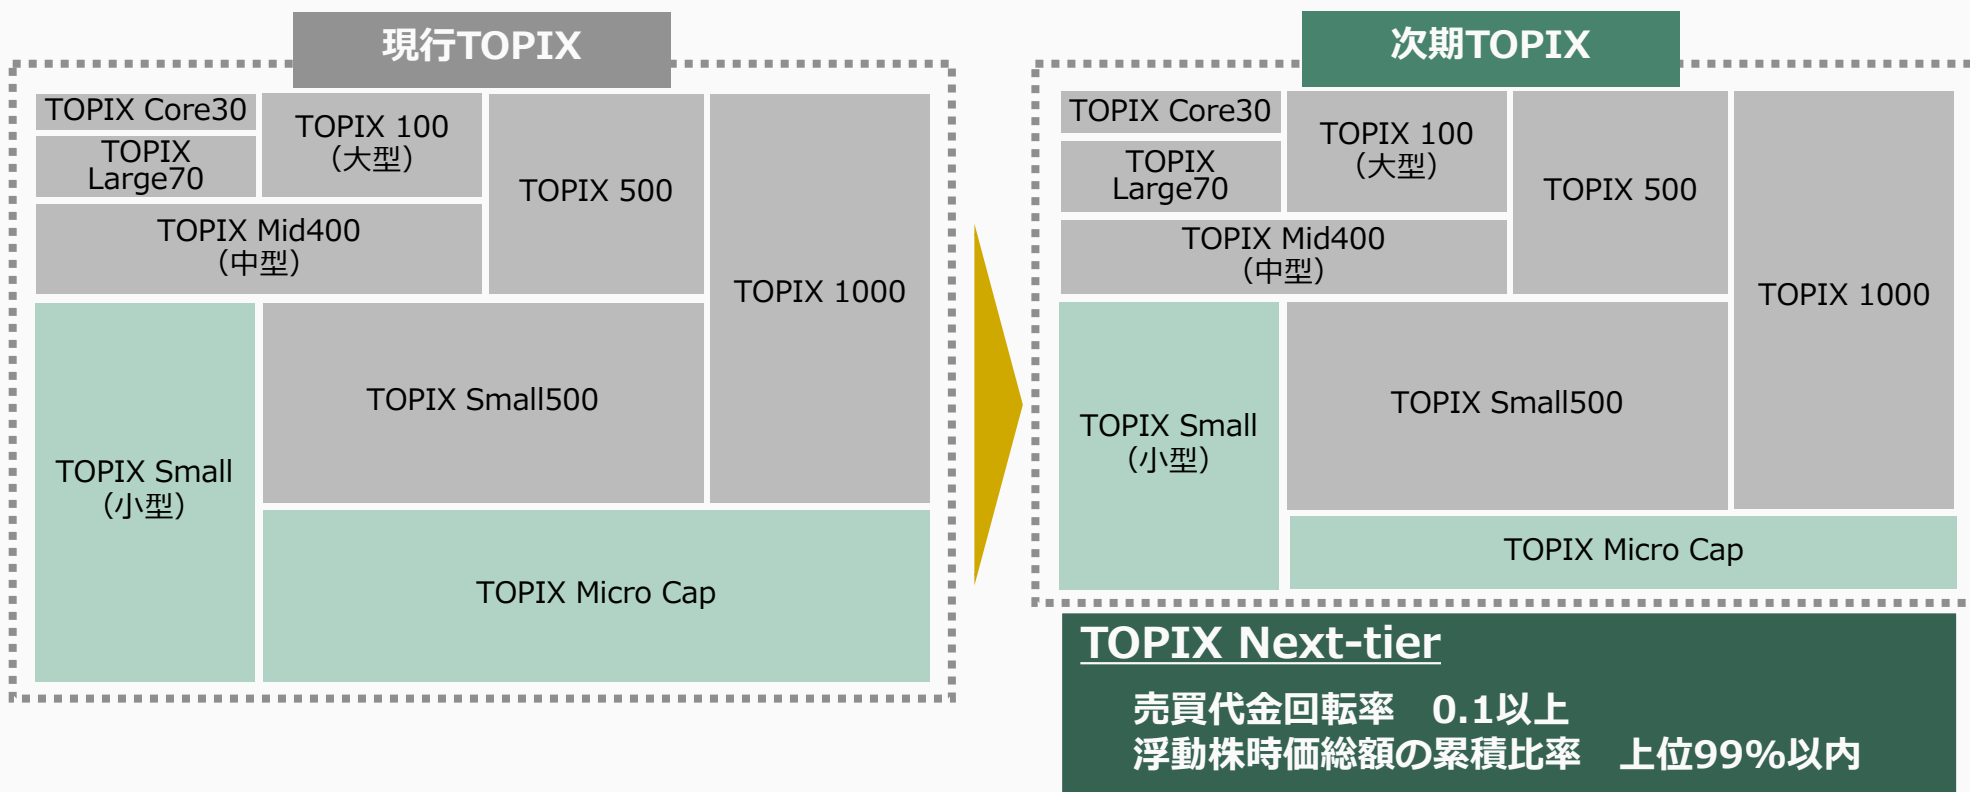 現行TOPIX
TOPIX Core30
TOPIX
Large70
TOPIX 100
（大型）
TOPIX Mid400
（中型）
TOPIX 500
TOPIX 1000
TOPIX Small
（小型）
TOPIX Small500
TOPIX Micro Cap
次期TOPIX
TOPIX Core30
TOPIX
Large70
TOPIX 100
（大型）
TOPIX Mid400
（中型）
TOPIX 500
TOPIX 1000
TOPIX Small
（小型）
TOPIX Small500
TOPIX Micro Cap
TOPIX Next-tier
売買代金回転率　0.1以上
浮動株時価総額の累積比率　上位99%以内